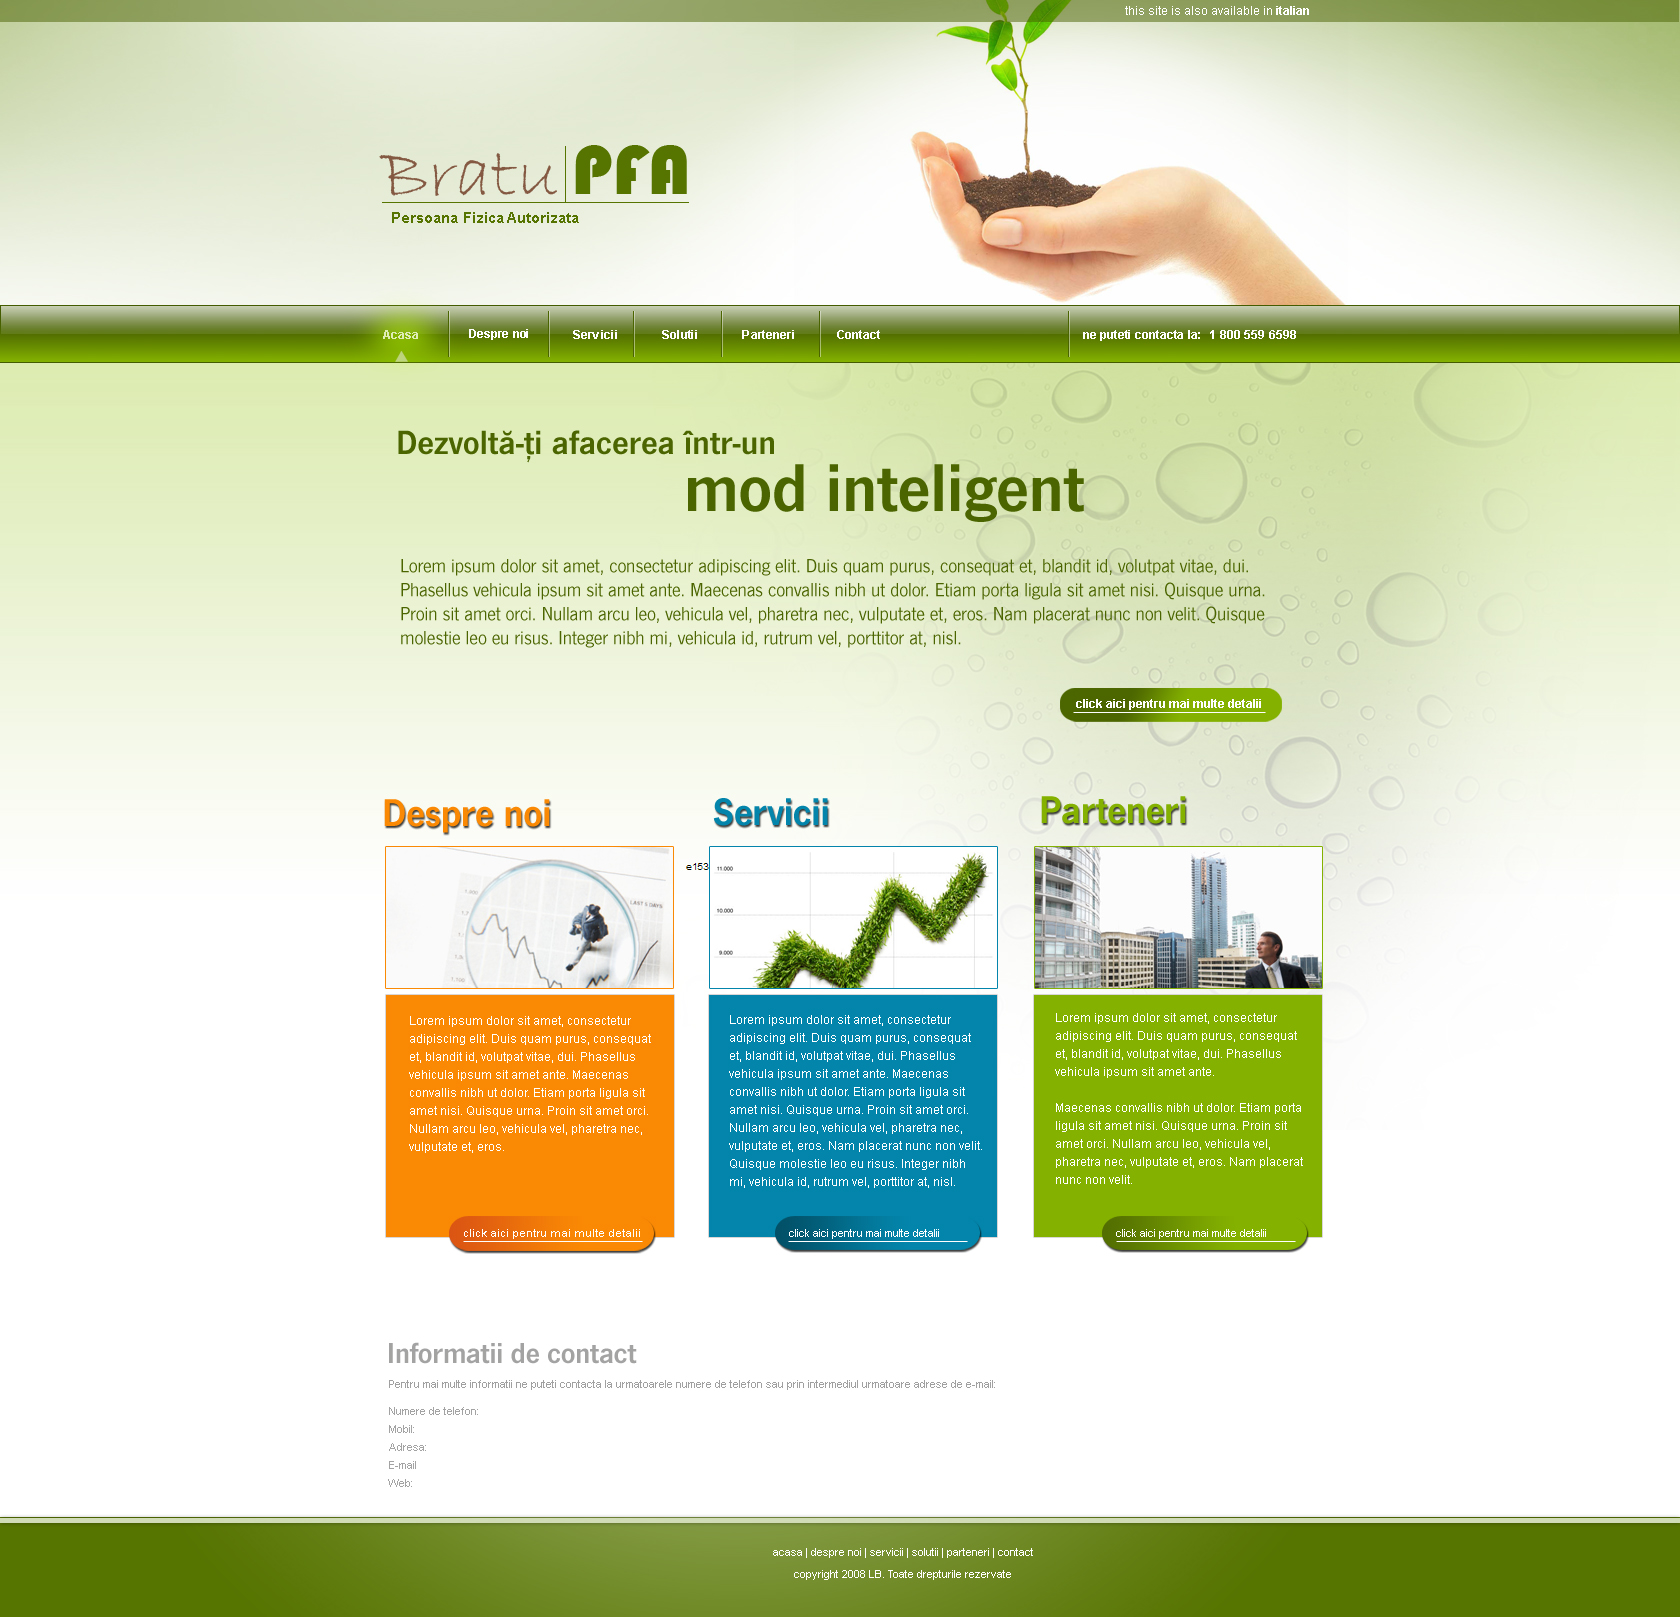 this site is also available in italian
Bratu PFA
Persoana Fizica Autorizata
Acasa Despre noi Servicii Solutii Parteneri Contact ne puteti contacta la: 1 800 559 6598
Dezvoltă-ți afacerea într-un
mod inteligent
Lorem ipsum dolor sit amet, consectetur adipiscing elit. Duis quam purus, consequat et, blandit id, volutpat vitae, dui.
Phasellus vehicula ipsum sit amet ante. Maecenas convallis nibh ut dolor. Etiam porta ligula sit amet nisi. Quisque urna.
Proin sit amet orci. Nullam arcu leo, vehicula vel, pharetra nec, vulputate et, eros. Nam placerat nunc non velit. Quisque
molestie leo eu risus. Integer nibh mi, vehicula id, rutrum vel, porttitor at, nisl.
click aici pentru mai multe detalii
Despre noi
LAST 5 DAYS
1,100
Lorem ipsum dolor sit amet, consectetur
adipiscing elit. Duis quam purus, consequat
et, blandit id, volutpat vitae, dui. Phasellus
vehicula ipsum sit amet ante. Maecenas
convallis nibh ut dolor. Etiam porta ligula sit
amet nisi. Quisque urna. Proin sit amet orci.
Nullam arcu leo, vehicula vel, pharetra nec,
vulputate et, eros.
click aici pentru mai multe detalii
Servicii
e153
11.000
10.000
9.000
Lorem ipsum dolor sit amet, consectetur
adipiscing elit. Duis quam purus, consequat
et, blandit id, volutpat vitae, dui. Phasellus
vehicula ipsum sit amet ante. Maecenas
convallis nibh ut dolor. Etiam porta ligula sit
amet nisi. Quisque urna. Proin sit amet orci.
Nullam arcu leo, vehicula vel, pharetra nec,
vulputate et, eros. Nam placerat nunc non velit.
Quisque molestie leo eu risus. Integer nibh
mi, vehicula id, rutrum vel, porttitor at, nisl.
click aici pentru mai multe detalii
Parteneri
Lorem ipsum dolor sit amet, consectetur
adipiscing elit. Duis quam purus, consequat
et, blandit id, volutpat vitae, dui. Phasellus
vehicula ipsum sit amet ante.
Maecenas convallis nibh ut dolor. Etiam porta
ligula sit amet nisi. Quisque urna. Proin sit
amet orci. Nullam arcu leo, vehicula vel,
pharetra nec, vulputate et, eros. Nam placerat
nunc non velit.
click aici pentru mai multe detalii
Informatii de contact
Pentru mai multe informatii ne puteti contacta la urmatoarele numere de telefon sau prin intermediul urmatoare adrese de e-mail:
Numere de telefon:
Mobil:
Adresa:
E-mail
Web:
acasa | despre noi | servicii | solutii | parteneri | contact
copyright 2008 LB. Toate drepturile rezervate